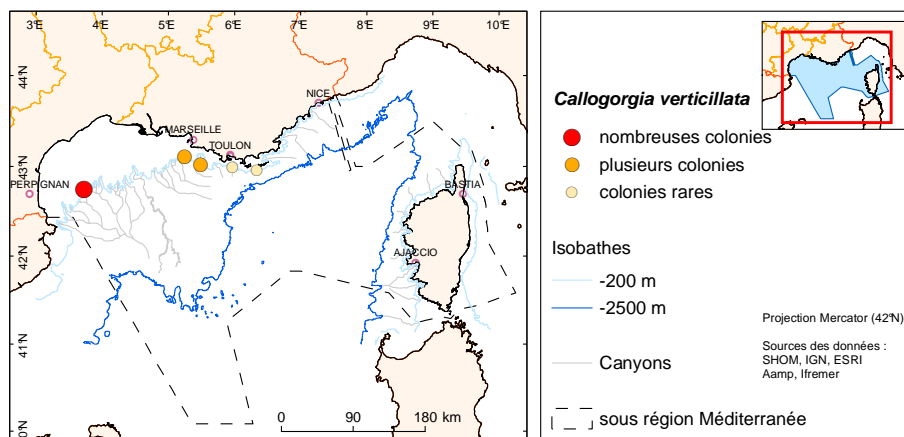 3°E 4°E 5°E 6°E 7°E 8°E 9°E 10°E
44°N
NICE
MARSEILLE
TOULON
43°N
PERPIGNAN
BASTIA
42°N
AJACCIO
41°N
0°N
0 90 180 km
Callogorgia verticillata
nombreuses colonies
plusieurs colonies
colonies rares
Isobathes
-200 m
-2500 m
Canyons
sous région Méditerranée
Projection Mercator (42°N)
Sources des données :
SHOM, IGN, ESRI
Aamp, Ifremer